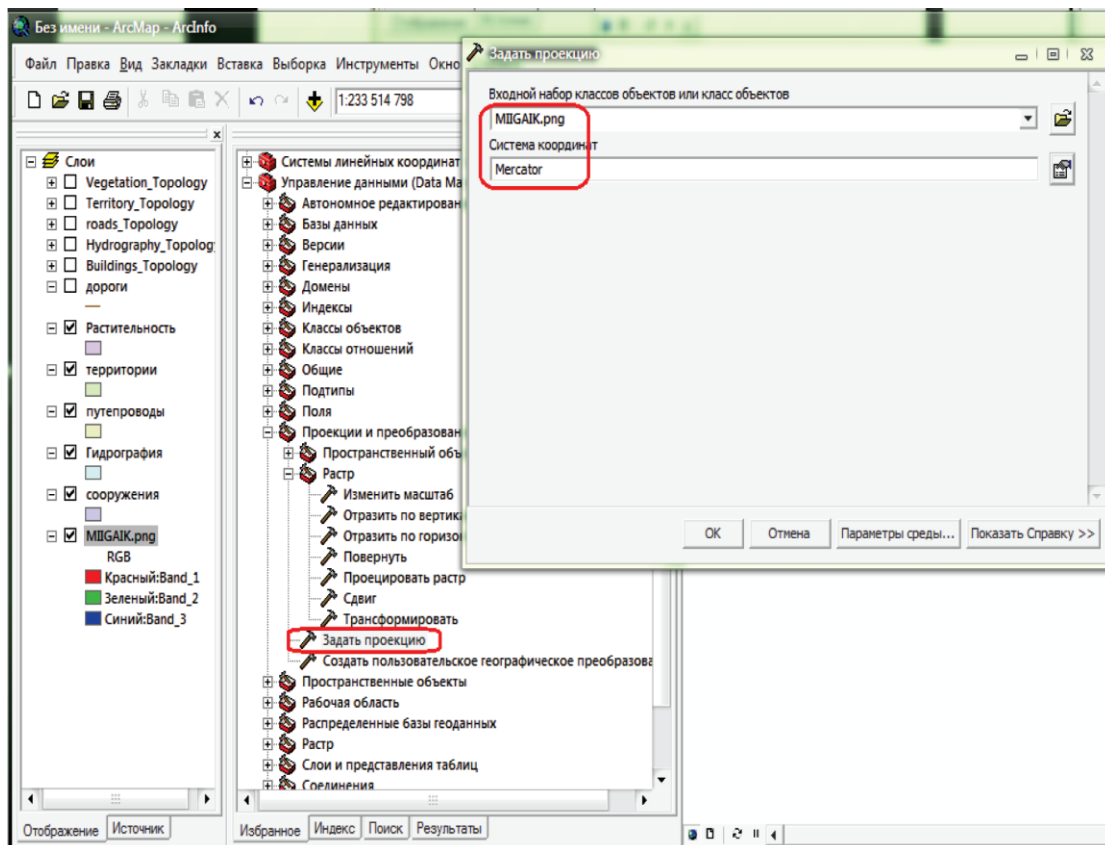 Без имени - ArcMap - ArcInfo
Файл Правка Вид Закладки Вставка Выборка Инструменты Окно
1:233 514 798
Слои
Vegetation_Topology
Territory_Topology
roads_Topology
Hydrography_Topolog
Buildings_Topology
дороги
Растительность
территории
путепроводы
Гидрография
сооружения
MIIGAIK.png
RGB
Красный:Band_1
Зеленый:Band_2
Синий:Band_3
Отображение Источник
Системы линейных координат
Управление данными (Data Ma
Автономное редактирован
Базы данных
Версии
Генерализация
Домены
Индексы
Классы объектов
Классы отношений
Общие
Подтипы
Поля
Проекции и преобразован
Пространственный объ
Растр
Изменить масштаб
Отразить по вертик
Отразить по горизо
Повернуть
Проецировать растр
Сдвиг
Трансформировать
Задать проекцию
Создать пользовательское географическое преобразова
Пространственные объекты
Рабочая область
Распределенные базы геоданных
Растр
Слои и представления таблиц
Соединения
Избранное Индекс Поиск Результаты
Задать проекцию
Входной набор классов объектов или класс объектов
MIIGAIK.png
Система координат
Mercator
OK Отмена Параметры среды... Показать Справку >>